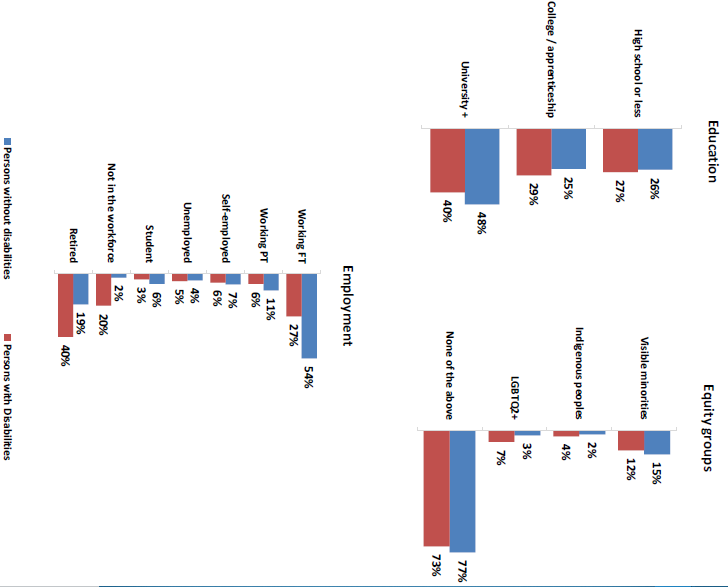 Education
High school or less
26%
27%
College / apprenticeship
25%
29%
University +
48%
40%
Equity groups
Visible minorities
15%
12%
Indigenous peoples
2%
4%
LGBTQ2+
3%
7%
None of the above
77%
73%
Employment
Working FT
54%
27%
Working PT
11%
6%
Self-employed
7%
6%
Unemployed
4%
5%
Student
6%
3%
Not in the workforce
2%
20%
Retired
19%
40%
Persons without disabilities
Persons with Disabilities